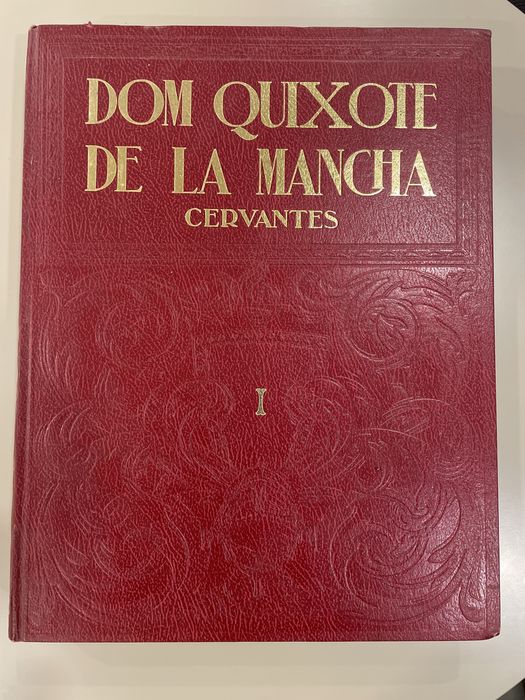 DOM QUIXOTE
DE LA MANCHA
CERVANTES
I